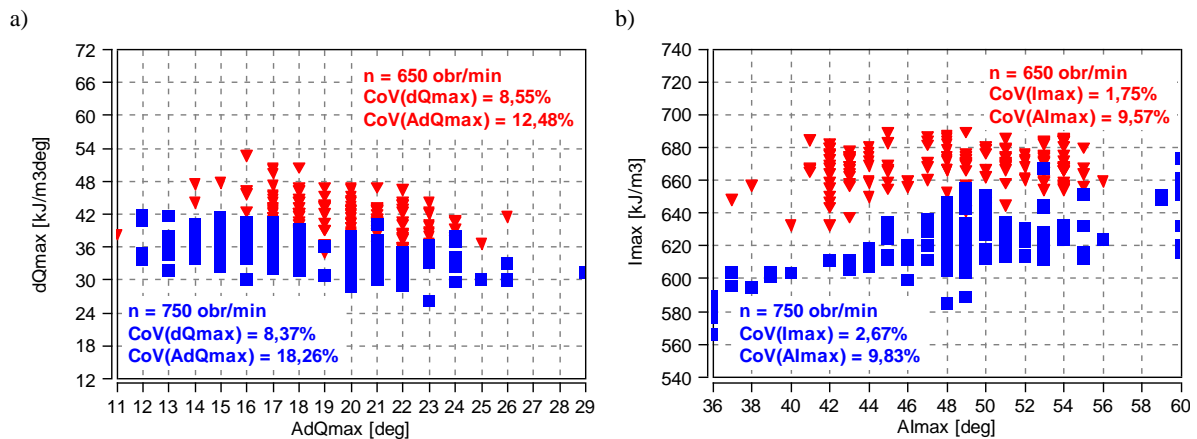 a)
72
66
60
54
48
42
36
30
24
18
12
dQmax [kJ/m3deg]
n = 650 obr/min
CoV(dQmax) = 8,55%
CoV(AdQmax) = 12,48%
n = 750 obr/min
CoV(dQmax) = 8,37%
CoV(AdQmax) = 18,26%
11 12 13 14 15 16 17 18 19 20 21 22 23 24 25 26 27 28 29
AdQmax [deg]
b)
740
720
700
680
660
640
620
600
580
560
540
Imax [kJ/m3]
n = 650 obr/min
CoV(Imax) = 1,75%
CoV(AImax) = 9,57%
n = 750 obr/min
CoV(Imax) = 2,67%
CoV(AImax) = 9,83%
36 38 40 42 44 46 48 50 52 54 56 58 60
AImax [deg]